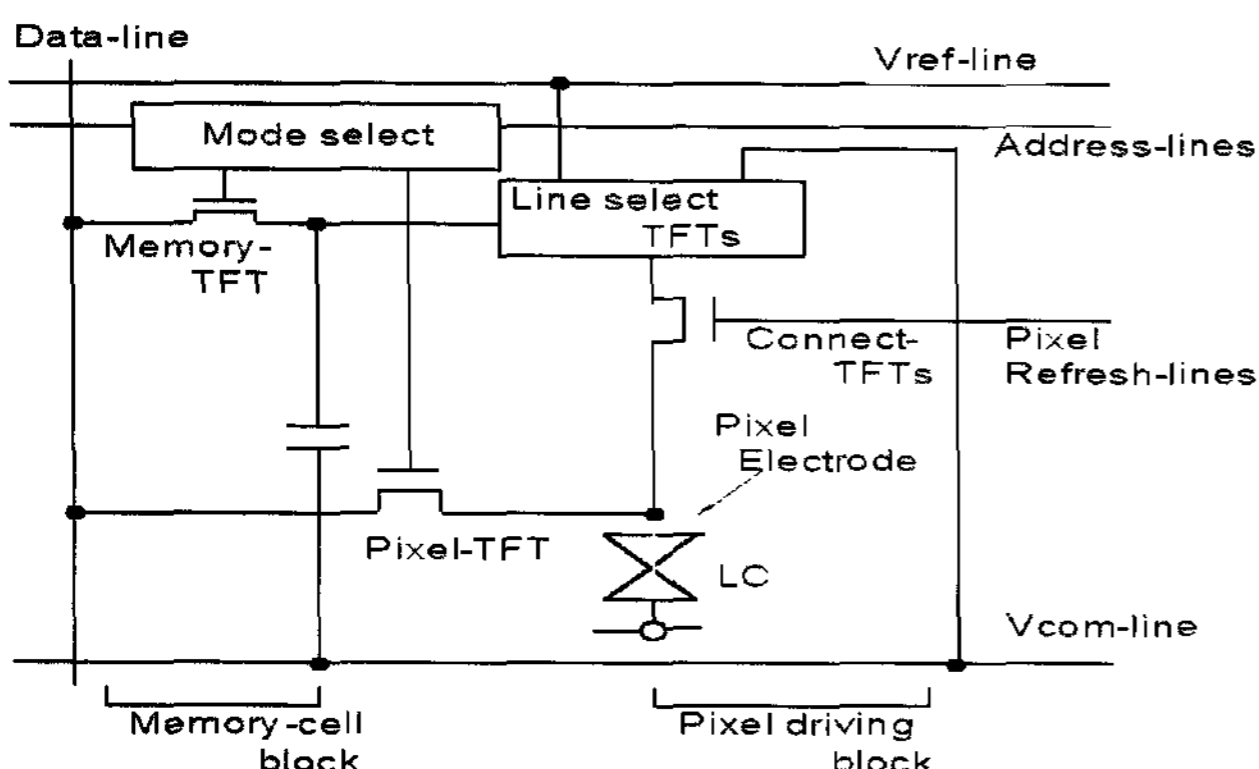 Data-line
Vref-line
Mode select
Address-lines
Line select
TFTs
Memory-
TFT
Connect-
TFTs
Pixel
Refresh-lines
Pixel
Electrode
Pixel-TFT
LC
Vcom-line
Memory-cell
block
Pixel driving
block